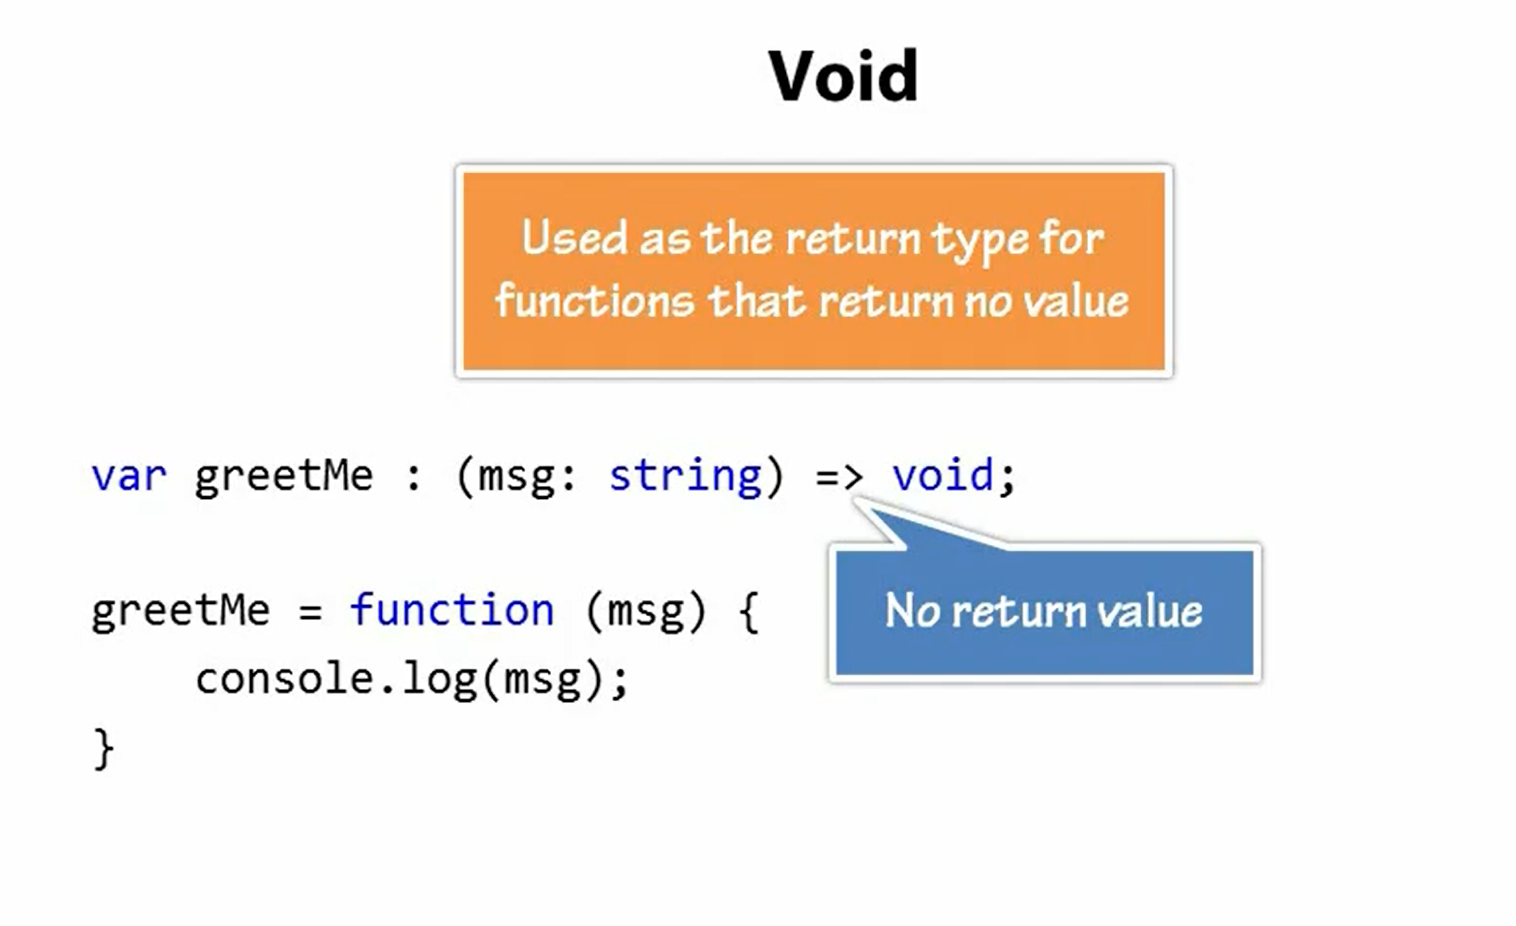 Void
Used as the return type for
functions that return no value
var greetMe : (msg: string) => void;
No return value
greetMe = function (msg) {
    console.log(msg);
}